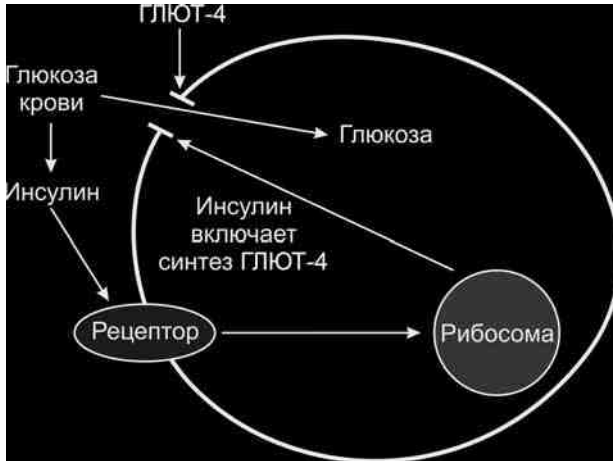 ГЛЮТ-4
Глюкоза
крови
Глюкоза
Инсулин
Инсулин
включает
синтез ГЛЮТ-4
Рецептор
Рибосома